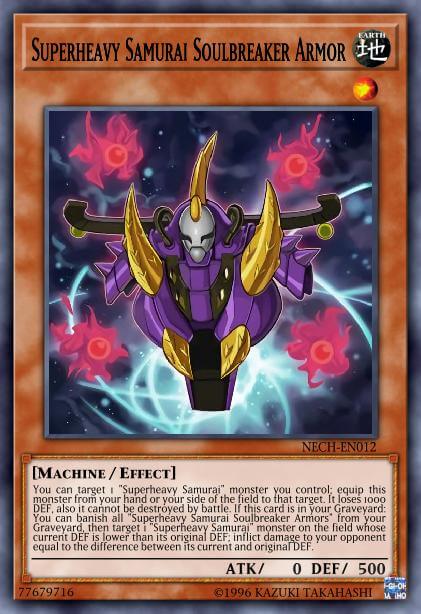 SUPERHEAVY SAMURAI SOULBREAKER ARMOR
EARTH
地
NECH-EN012
[MACHINE / EFFECT]
You can target 1 "Superheavy Samurai" monster you control; equip this
monster from your hand or your side of the field to that target. It loses 1000
DEF, also it cannot be destroyed by battle. If this card is in your Graveyard:
You can banish all "Superheavy Samurai Soulbreaker Armors" from your
Graveyard, then target 1 "Superheavy Samurai" monster on the field whose
current DEF is lower than its original DEF; inflict damage to your opponent
equal to the difference between its current and original DEF.
ATK/ 0 DEF/ 500
77679716
©1996 KAZUKI TAKAHASHI